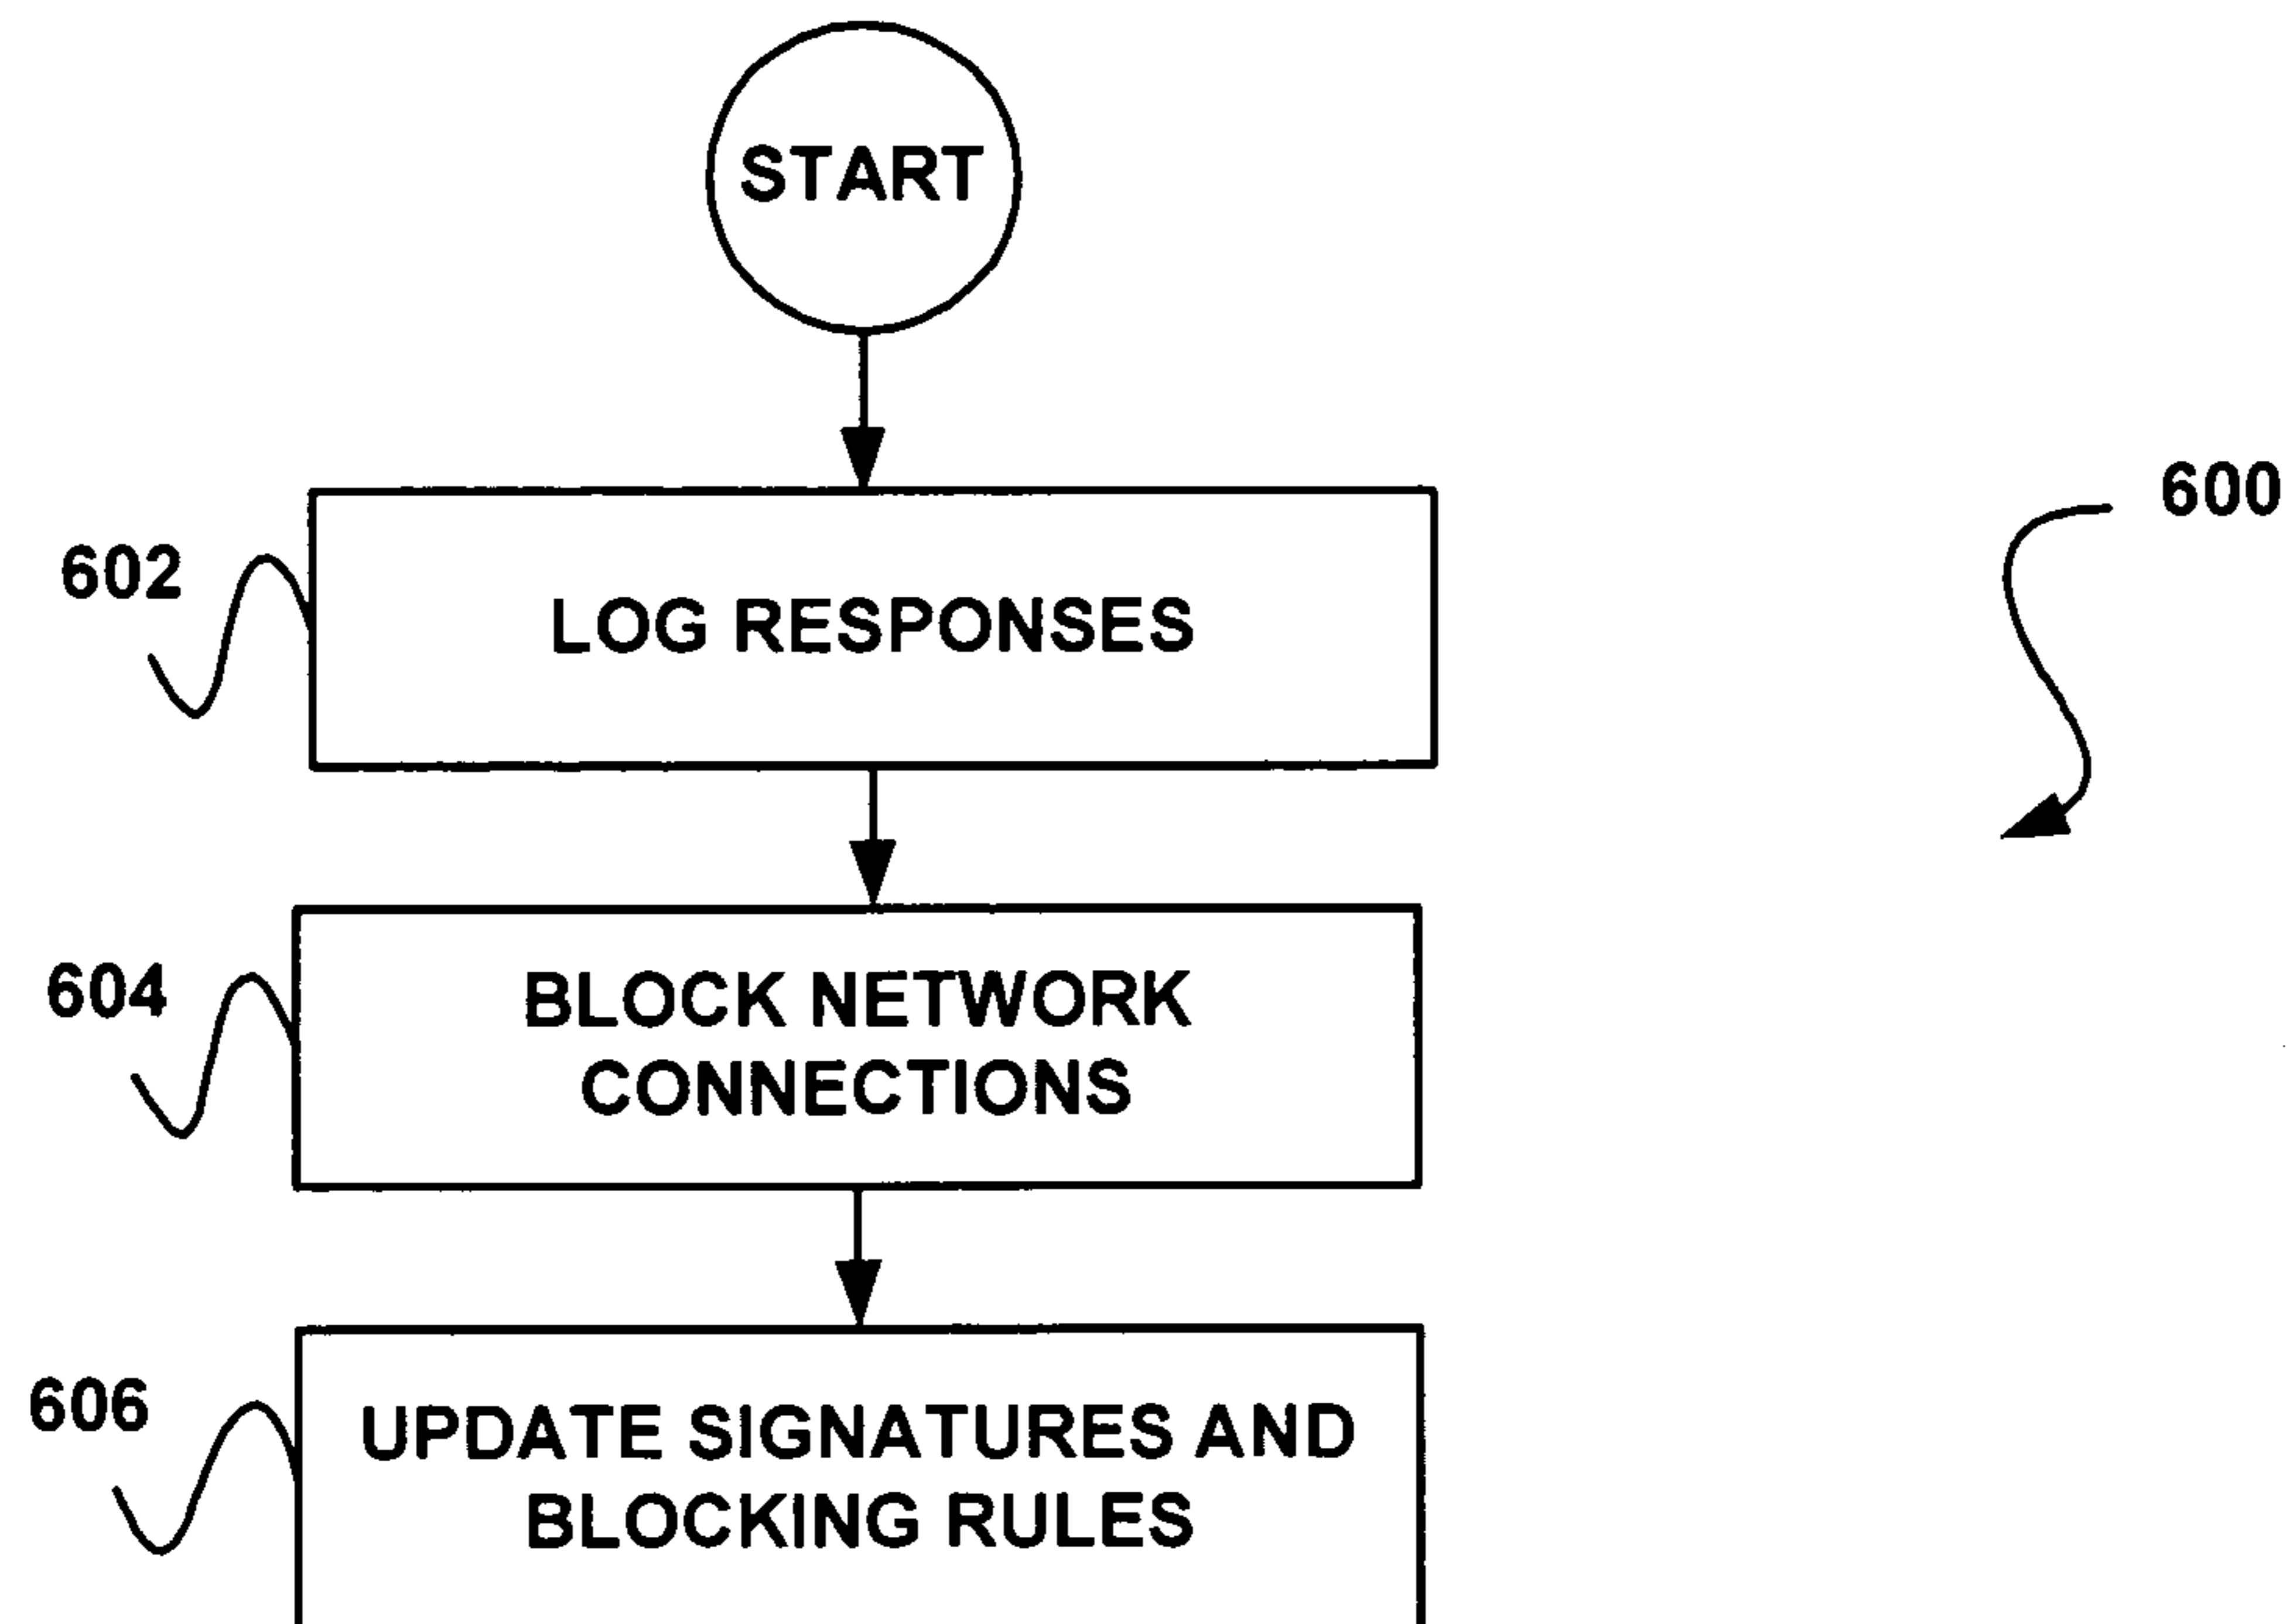 START
600
602
LOG RESPONSES
604
BLOCK NETWORK
CONNECTIONS
606
UPDATE SIGNATURES AND
BLOCKING RULES